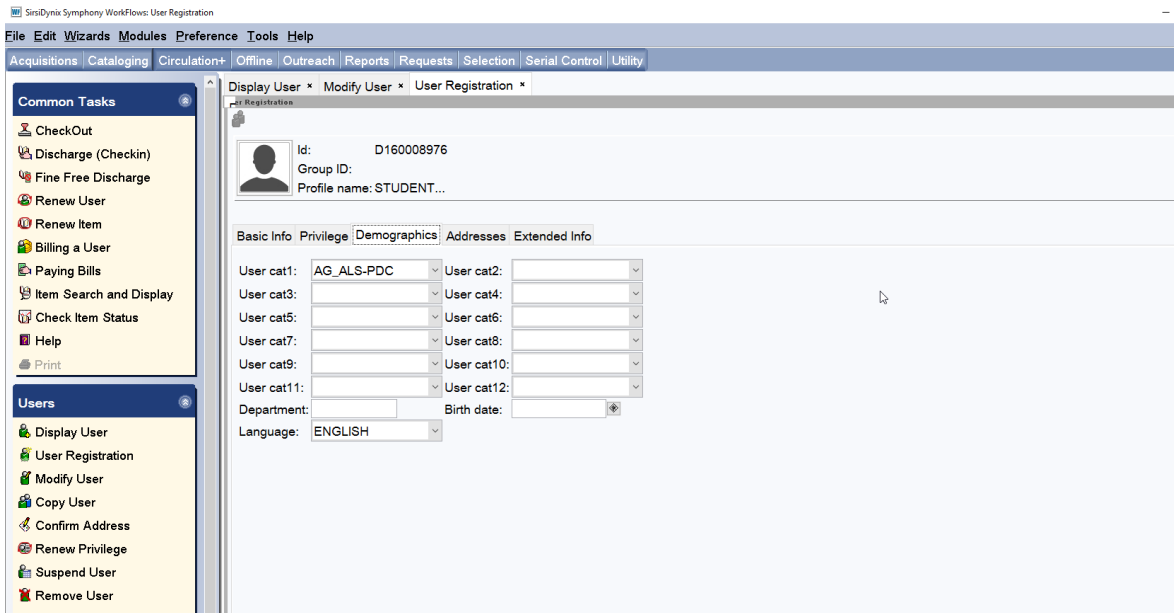 SirsiDynix Symphony WorkFlows: User Registration
File Edit Wizards Modules Preference Tools Help
Acquisitions Cataloging Circulation+ Offline Outreach Reports Requests Selection Serial Control Utility
Display User × Modify User × User Registration ×
er Registration
Common Tasks
CheckOut
Discharge (Checkin)
Fine Free Discharge
Renew User
Renew Item
Billing a User
Paying Bills
Item Search and Display
Check Item Status
Help
Print
Users
Display User
User Registration
Modify User
Copy User
Confirm Address
Renew Privilege
Suspend User
Remove User
Id: D160008976
Group ID:
Profile name: STUDENT...
Basic Info Privilege Demographics Addresses Extended Info
User cat1: AG_ALS-PDC User cat2:
User cat3: User cat4:
User cat5: User cat6:
User cat7: User cat8:
User cat9: User cat10:
User cat11: User cat12:
Department: Birth date:
Language: ENGLISH